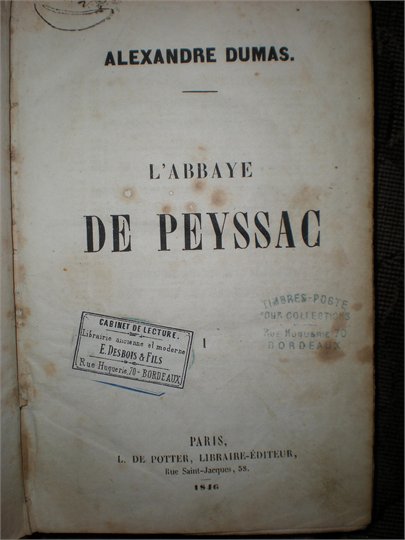 ALEXANDRE DUMAS.
L'ABBAYE
DE PEYSSAC
I
CABINET DE LECTURE.
Librairie ancienne et moderne
E. DESBOIS & FILS
Rue Huguerie, 70 - BORDEAUX
TIMBRES-POSTE
POUR COLLECTIONS
Rue Huguerie 70
BORDEAUX
PARIS,
L. DE POTTER, LIBRAIRE-ÉDITEUR,
Rue Saint-Jacques, 38.
1846